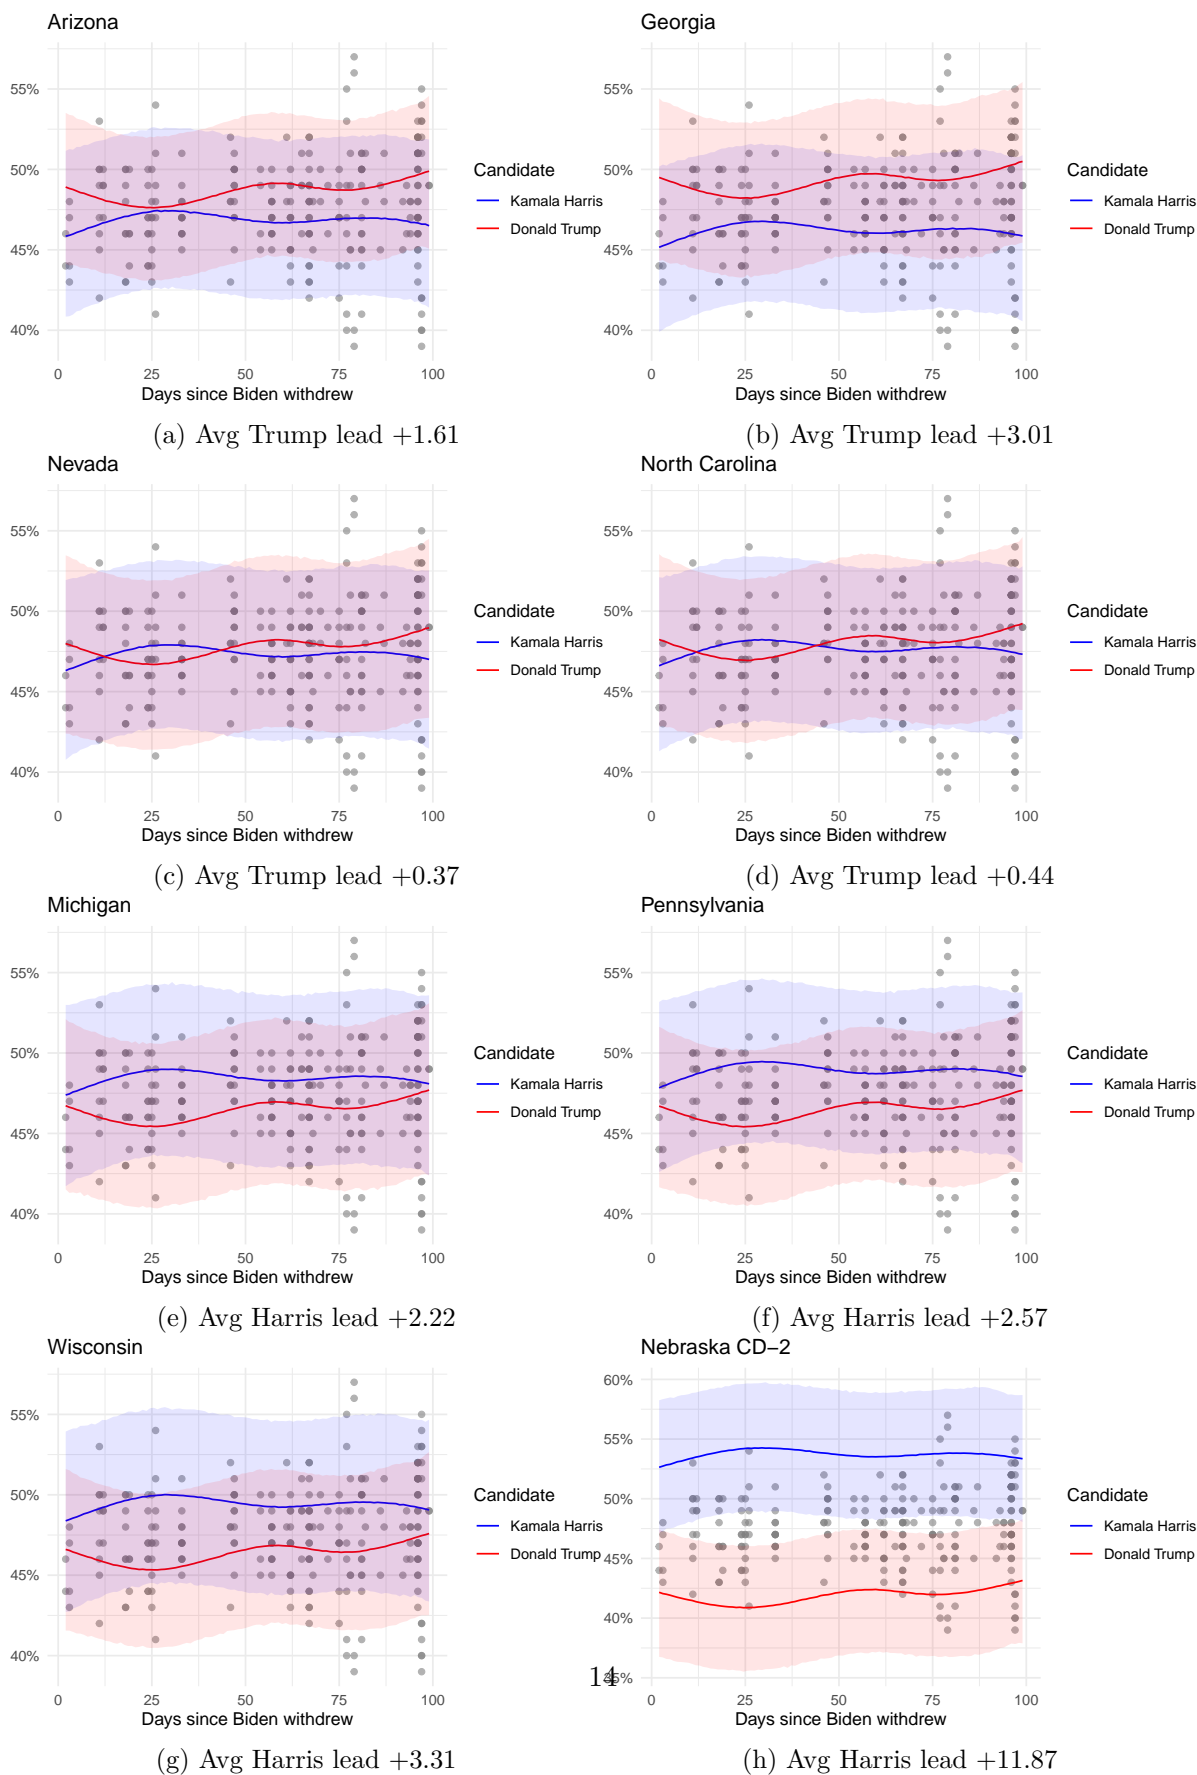 Arizona
55%
50%
45%
40%
0 25 50 75 100
Days since Biden withdrew
Candidate
Kamala Harris
Donald Trump
(a) Avg Trump lead +1.61
Georgia
55%
50%
45%
40%
0 25 50 75 100
Days since Biden withdrew
Candidate
Kamala Harris
Donald Trump
(b) Avg Trump lead +3.01
Nevada
55%
50%
45%
40%
0 25 50 75 100
Days since Biden withdrew
Candidate
Kamala Harris
Donald Trump
(c) Avg Trump lead +0.37
North Carolina
55%
50%
45%
40%
0 25 50 75 100
Days since Biden withdrew
Candidate
Kamala Harris
Donald Trump
(d) Avg Trump lead +0.44
Michigan
55%
50%
45%
40%
0 25 50 75 100
Days since Biden withdrew
Candidate
Kamala Harris
Donald Trump
(e) Avg Harris lead +2.22
Pennsylvania
55%
50%
45%
40%
0 25 50 75 100
Days since Biden withdrew
Candidate
Kamala Harris
Donald Trump
(f) Avg Harris lead +2.57
Wisconsin
55%
50%
45%
40%
0 25 50 75 100
Days since Biden withdrew
Candidate
Kamala Harris
Donald Trump
(g) Avg Harris lead +3.31
Nebraska CD−2
60%
55%
50%
45%
40%
35%
0 25 50 75 100
Days since Biden withdrew
Candidate
Kamala Harris
Donald Trump
(h) Avg Harris lead +11.87
14